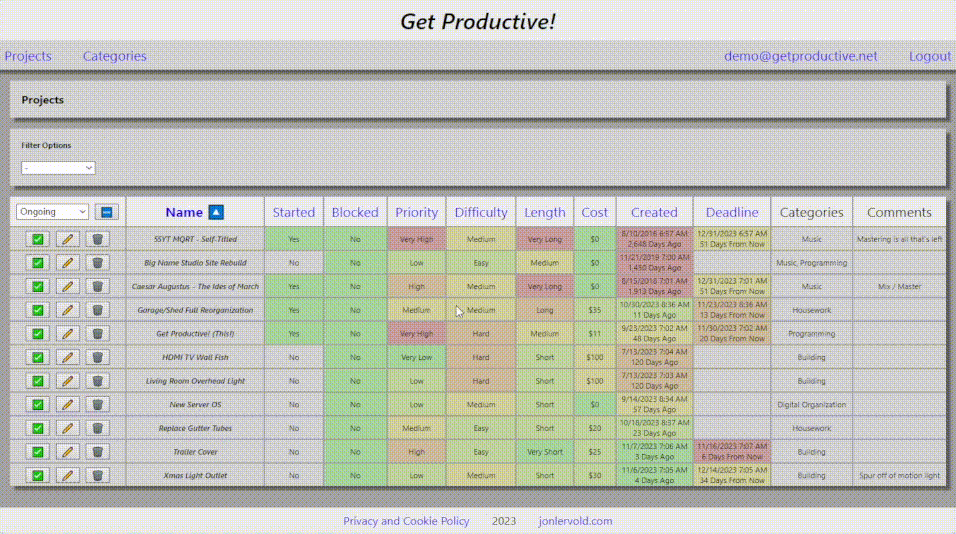 Get Productive!
Projects Categories demo@getproductive.net Logout
Projects
Filter Options
-
Ongoing Name Started Blocked Priority Difficulty Length Cost Created Deadline Categories Comments
SSYT MQRT - Self-Titled Yes No Very High Medium Very Long $0 8/10/2016 6:57 AM 12/31/2023 6:57 AM Music Mastering is all that's left
2,648 Days Ago 51 Days From Now
Big Name Studio Site Rebuild No No Low Easy Medium $0 11/21/2019 7:00 AM Music, Programming
1,450 Days Ago
Caesar Augustus - The Ides of March Yes No High Medium Very Long $0 8/15/2018 7:01 AM 12/31/2023 7:01 AM Music Mix / Master
1,913 Days Ago 51 Days From Now
Garage/Shed Full Reorganization Yes No Medium Medium Long $35 10/30/2023 8:36 AM 11/23/2023 8:36 AM Housework
11 Days Ago 13 Days From Now
Get Productive! (This!) Yes No Very High Hard Medium $11 9/23/2023 7:02 AM 11/30/2023 7:02 AM Programming
48 Days Ago 20 Days From Now
HDMI TV Wall Fish No No Very Low Hard Short $100 7/13/2023 7:04 AM Building
120 Days Ago
Living Room Overhead Light No No Low Hard Short $100 7/13/2023 7:03 AM Building
120 Days Ago
New Server OS No No Low Medium Short $0 9/14/2023 8:34 AM Digital Organization
57 Days Ago
Replace Gutter Tubes No No Medium Easy Short $20 10/18/2023 8:37 AM Housework
23 Days Ago
Trailer Cover No No High Easy Very Short $25 11/7/2023 7:06 AM 11/16/2023 7:07 AM Building
3 Days Ago 6 Days From Now
Xmas Light Outlet No No Low Medium Short $30 11/6/2023 7:05 AM 12/14/2023 7:05 AM Building Spur off of motion light
4 Days Ago 34 Days From Now
Privacy and Cookie Policy 2023 jonlervold.com